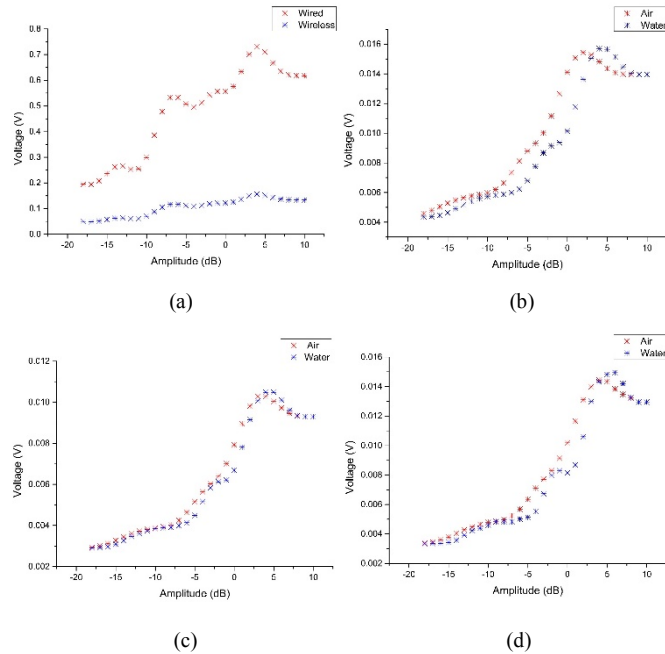 Wired
Wireless
0.8
0.7
0.6
0.5
0.4
0.3
0.2
0.1
0.0
Voltage (V)
-20 -15 -10 -5 0 5 10
Amplitude (dB)
(a)
Air
Water
0.016
0.014
0.012
0.010
0.008
0.006
0.004
Voltage (V)
-20 -15 -10 -5 0 5 10
Amplitude (dB)
(b)
Air
Water
0.012
0.010
0.008
0.006
0.004
0.002
Voltage (V)
-20 -15 -10 -5 0 5 10
Amplitude (dB)
(c)
Air
Water
0.016
0.014
0.012
0.010
0.008
0.006
0.004
0.002
Voltage (V)
-20 -15 -10 -5 0 5 10
Amplitude (dB)
(d)